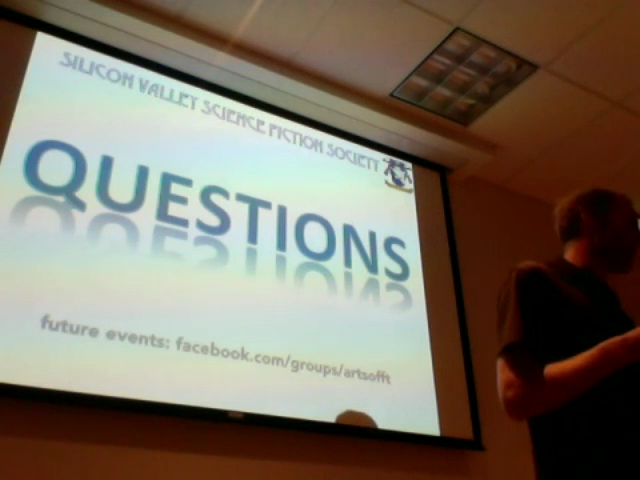 SILICON VALLEY SCIENCE FICTION SOCIETY
QUESTIONS
future events: facebook.com/groups/artsofft